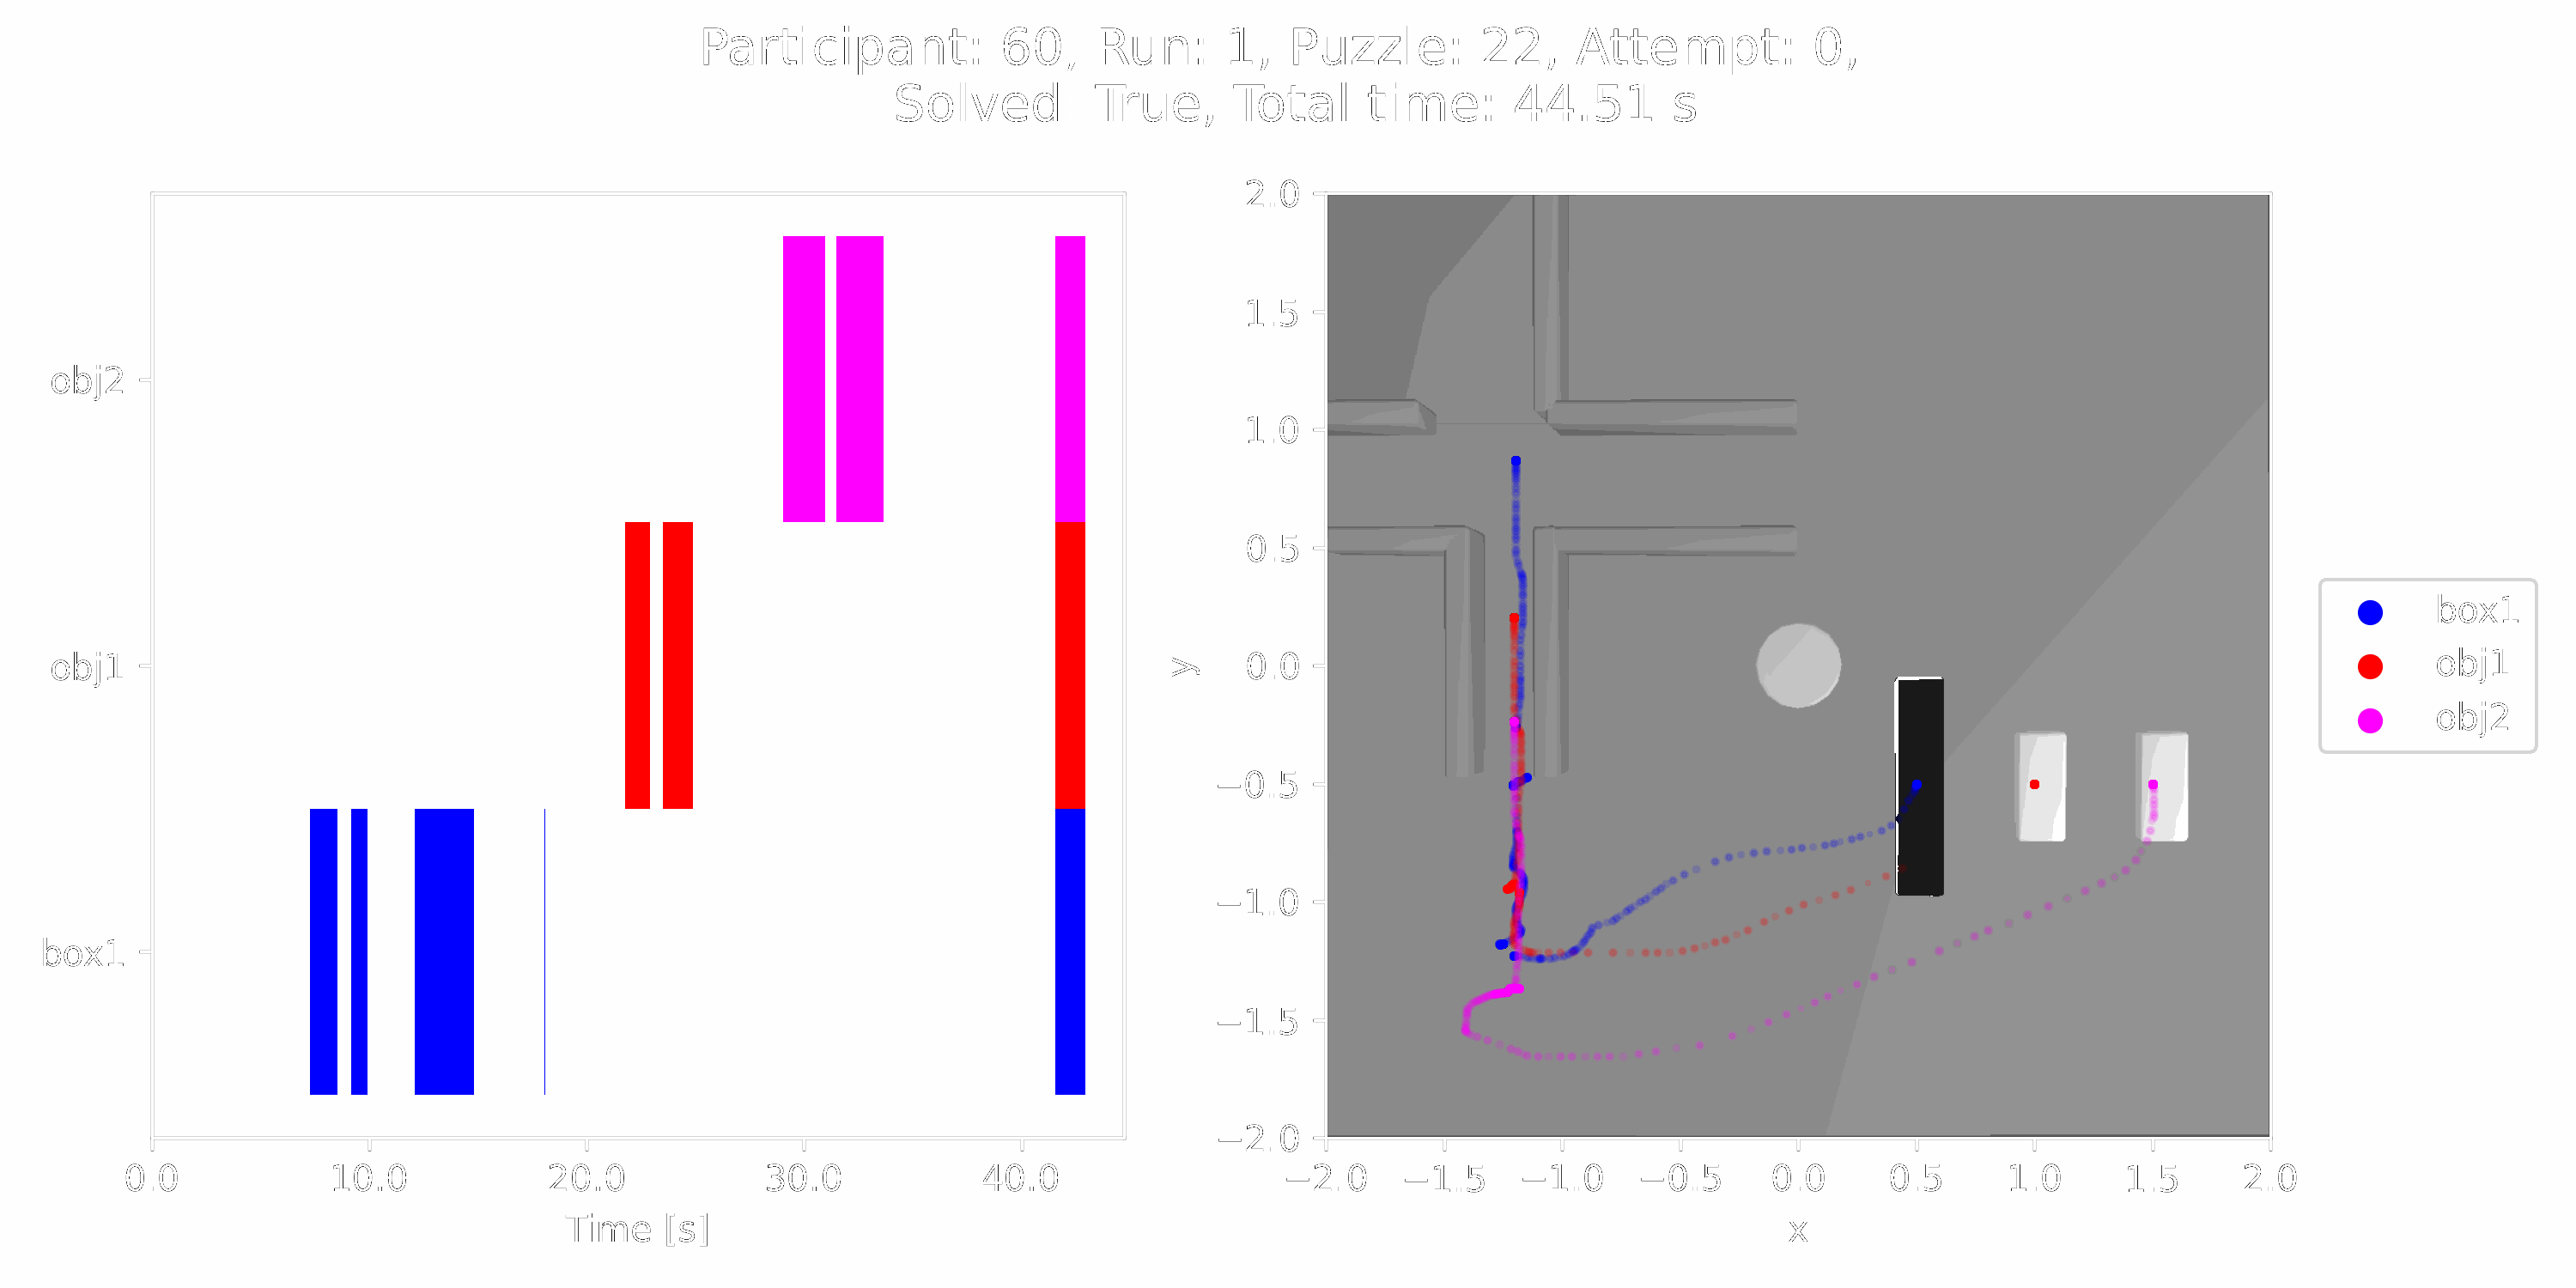 Participant: 60, Run: 1, Puzzle: 22, Attempt: 0,
Solved True, Total time: 44.51 s
obj2
obj1
box1
0.0 10.0 20.0 30.0 40.0
Time [s]
2.0
1.5
1.0
0.5
0.0
−0.5
−1.0
−1.5
−2.0
y
−2.0 −1.5 −1.0 −0.5 0.0 0.5 1.0 1.5 2.0
x
box1
obj1
obj2